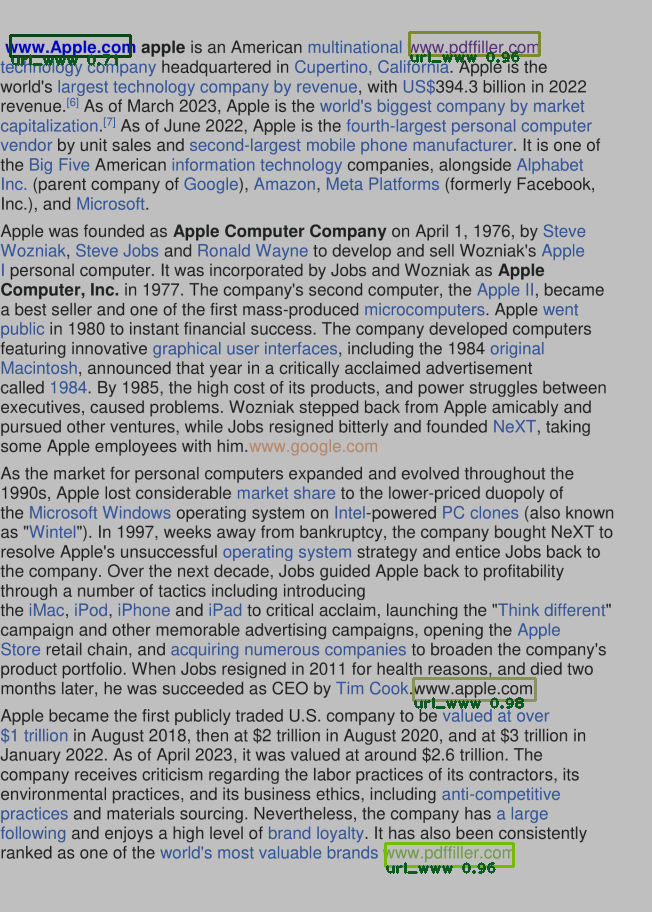 www.Apple.com apple is an American multinational www.pdffiller.com
url_www 0.71 url_www 0.96
technology company headquartered in Cupertino, California. Apple is the
world's largest technology company by revenue, with US$394.3 billion in 2022
revenue.[6] As of March 2023, Apple is the world's biggest company by market
capitalization.[7] As of June 2022, Apple is the fourth-largest personal computer
vendor by unit sales and second-largest mobile phone manufacturer. It is one of
the Big Five American information technology companies, alongside Alphabet
Inc. (parent company of Google), Amazon, Meta Platforms (formerly Facebook,
Inc.), and Microsoft.
Apple was founded as Apple Computer Company on April 1, 1976, by Steve
Wozniak, Steve Jobs and Ronald Wayne to develop and sell Wozniak's Apple
I personal computer. It was incorporated by Jobs and Wozniak as Apple
Computer, Inc. in 1977. The company's second computer, the Apple II, became
a best seller and one of the first mass-produced microcomputers. Apple went
public in 1980 to instant financial success. The company developed computers
featuring innovative graphical user interfaces, including the 1984 original
Macintosh, announced that year in a critically acclaimed advertisement
called 1984. By 1985, the high cost of its products, and power struggles between
executives, caused problems. Wozniak stepped back from Apple amicably and
pursued other ventures, while Jobs resigned bitterly and founded NeXT, taking
some Apple employees with him.www.google.com
As the market for personal computers expanded and evolved throughout the
1990s, Apple lost considerable market share to the lower-priced duopoly of
the Microsoft Windows operating system on Intel-powered PC clones (also known
as "Wintel"). In 1997, weeks away from bankruptcy, the company bought NeXT to
resolve Apple's unsuccessful operating system strategy and entice Jobs back to
the company. Over the next decade, Jobs guided Apple back to profitability
through a number of tactics including introducing
the iMac, iPod, iPhone and iPad to critical acclaim, launching the "Think different"
campaign and other memorable advertising campaigns, opening the Apple
Store retail chain, and acquiring numerous companies to broaden the company's
product portfolio. When Jobs resigned in 2011 for health reasons, and died two
months later, he was succeeded as CEO by Tim Cook.www.apple.com
url_www 0.98
Apple became the first publicly traded U.S. company to be valued at over
$1 trillion in August 2018, then at $2 trillion in August 2020, and at $3 trillion in
January 2022. As of April 2023, it was valued at around $2.6 trillion. The
company receives criticism regarding the labor practices of its contractors, its
environmental practices, and its business ethics, including anti-competitive
practices and materials sourcing. Nevertheless, the company has a large
following and enjoys a high level of brand loyalty. It has also been consistently
ranked as one of the world's most valuable brands www.pdffiller.com
url_www 0.96